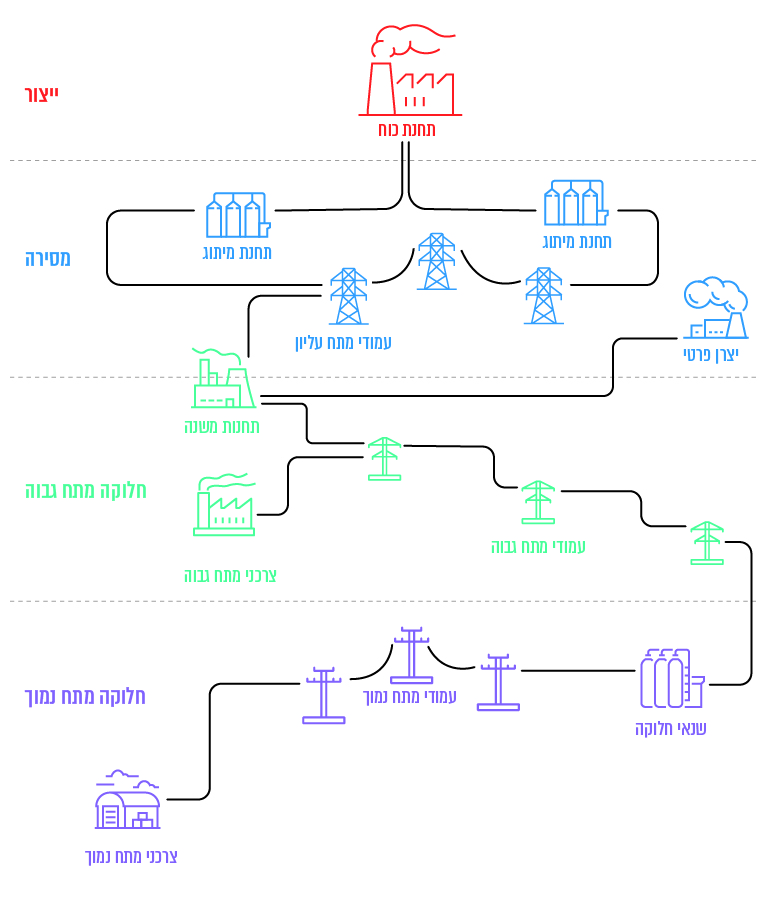 ייצור
תחנת כוח
תחנת מיתוג
תחנת מיתוג
מסירה
עמודי מתח עליון
יצרן פרטי
תחנות משנה
חלוקה מתח גבוה
עמודי מתח גבוה
צרכני מתח גבוה
חלוקה מתח נמוך
עמודי מתח נמוך
שנאי חלוקה
צרכני מתח נמוך